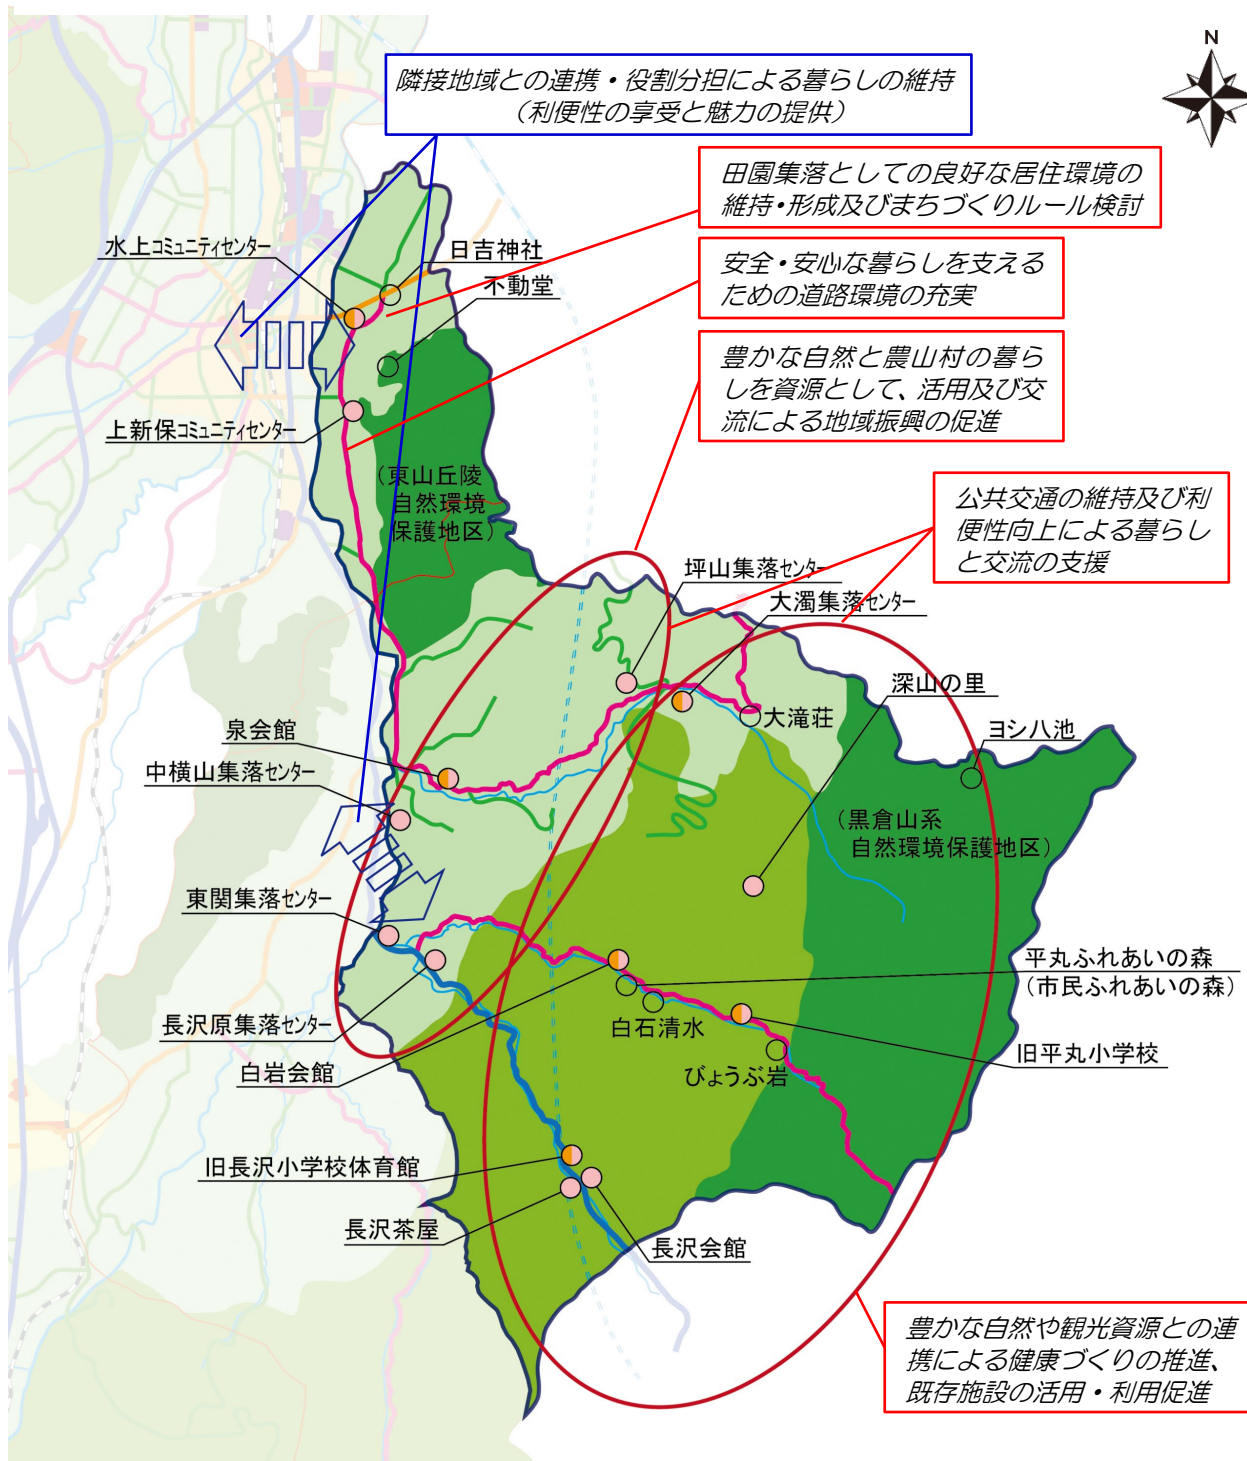 N
隣接地域との連携・役割分担による暮らしの維持
（利便性の享受と魅力の提供）
田園集落としての良好な居住環境の
維持・形成及びまちづくりルール検討
水上コミュニティセンター
日吉神社
不動堂
安全・安心な暮らしを支える
ための道路環境の充実
豊かな自然と農山村の暮ら
しを資源として、活用及び交
流による地域振興の促進
上新保コミュニティセンター
（東山丘陵
自然環境
保護地区）
公共交通の維持及び利
便性向上による暮らし
と交流の支援
坪山集落センター
大濁集落センター
深山の里
大滝荘
ヨシ八池
泉会館
中横山集落センター
（黒倉山系
自然環境保護地区）
東関集落センター
平丸ふれあいの森
（市民ふれあいの森）
長沢原集落センター
白石清水
旧平丸小学校
白岩会館
びょうぶ岩
旧長沢小学校体育館
長沢茶屋
長沢会館
豊かな自然や観光資源との連
携による健康づくりの推進、
既存施設の活用・利用促進